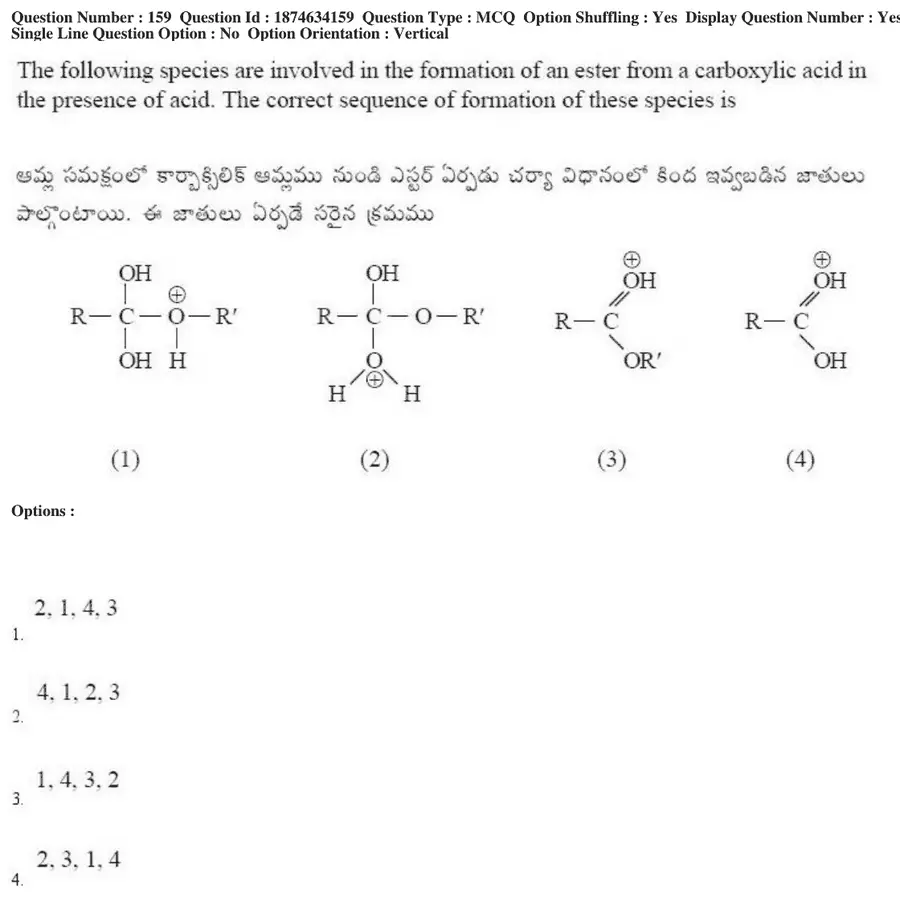 Question Number : 159 Question Id : 1874634159 Question Type : MCQ Option Shuffling : Yes Display Question Number : Yes
Single Line Question Option : No Option Orientation : Vertical
The following species are involved in the formation of an ester from a carboxylic acid in
the presence of acid. The correct sequence of formation of these species is
ఆమ్ల సమక్షంలో కార్బాక్సిలిక్ ఆమ్లము నుండి ఎస్టర్ ఏర్పడు చర్యా విధానంలో కింద ఇవ్వబడిన జాతులు
పాల్గొంటాయి. ఈ జాతులు ఏర్పడే సరైన క్రమము
OH OH ⊕ ⊕
| ⊕ | OH OH
R— C — O — R′ R— C — O — R′ R— C R— C
| | |
OH H O OR′ OH
⊕
H H
(1) (2) (3) (4)
Options :
2, 1, 4, 3
1.
4, 1, 2, 3
2.
1, 4, 3, 2
3.
2, 3, 1, 4
4.